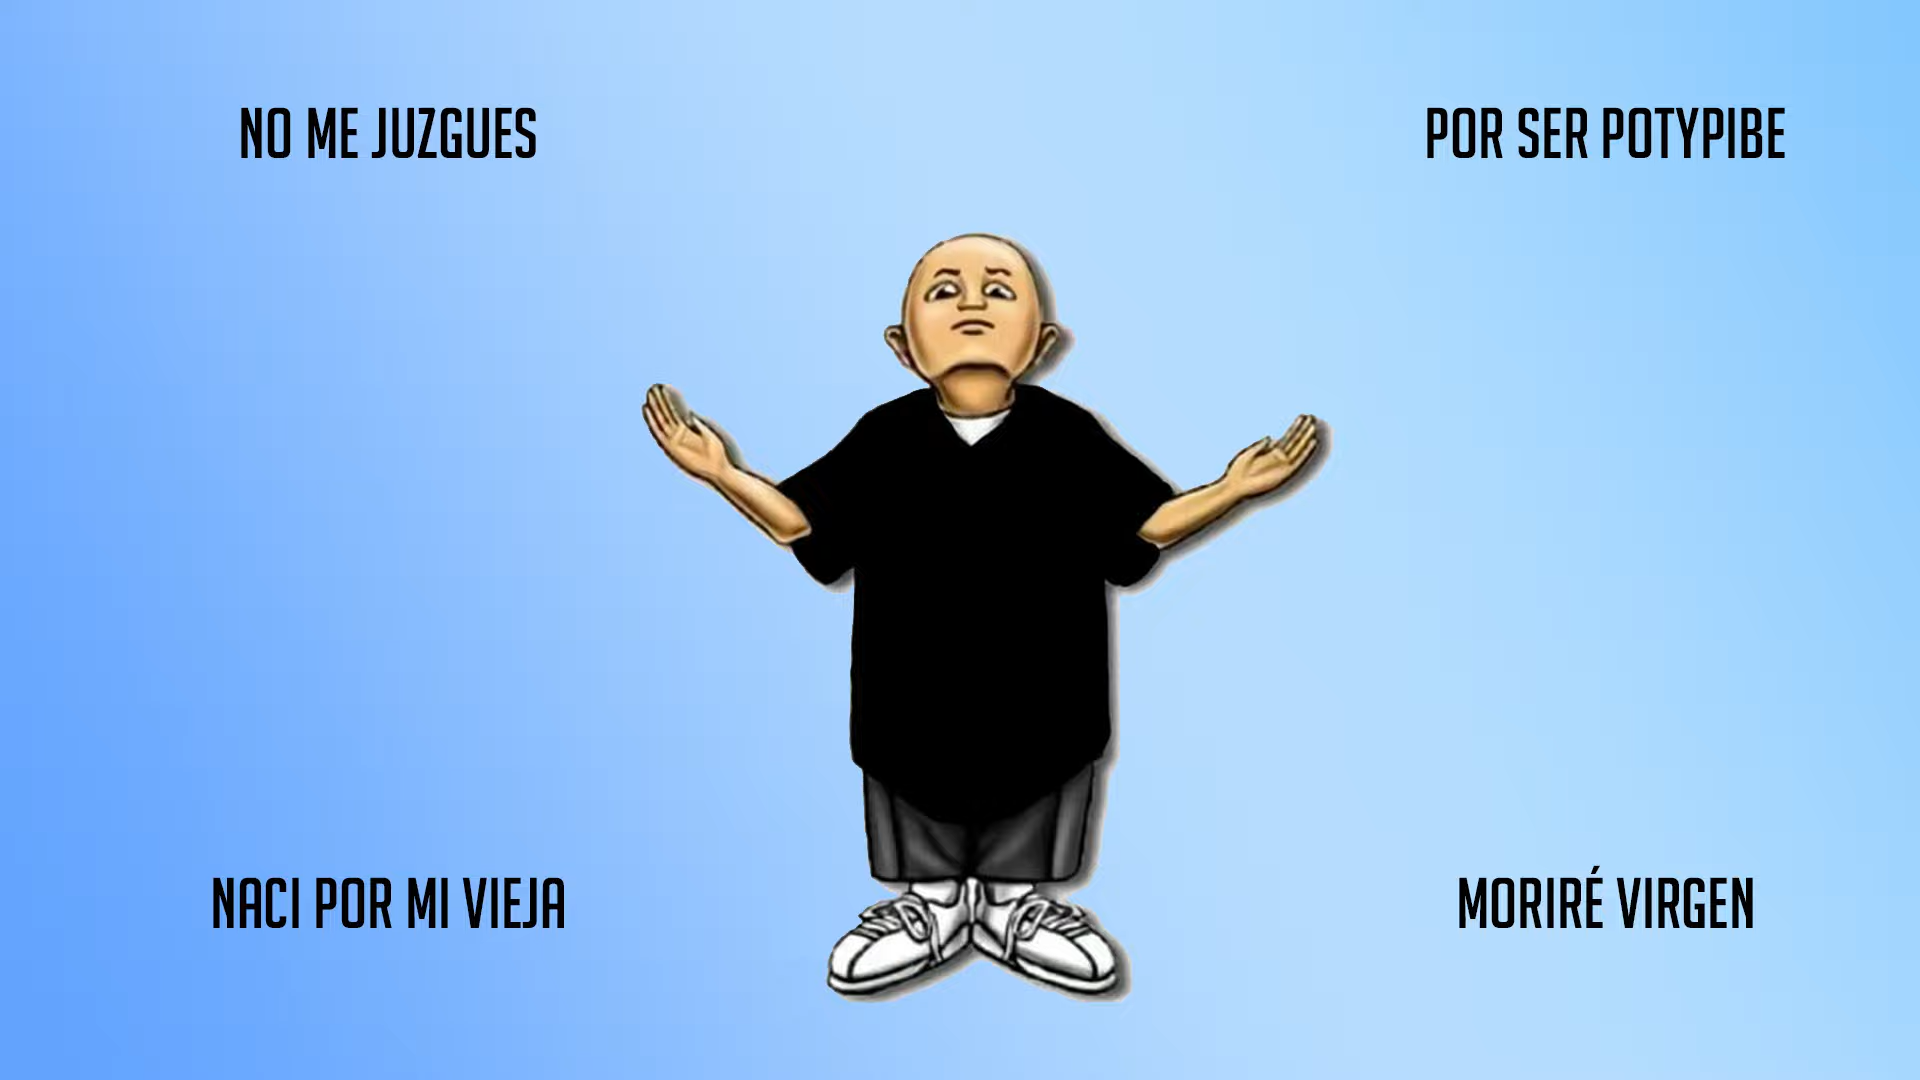 NO ME JUZGUES
POR SER POTYPIBE
NACI POR MI VIEJA
MORIRÉ VIRGEN